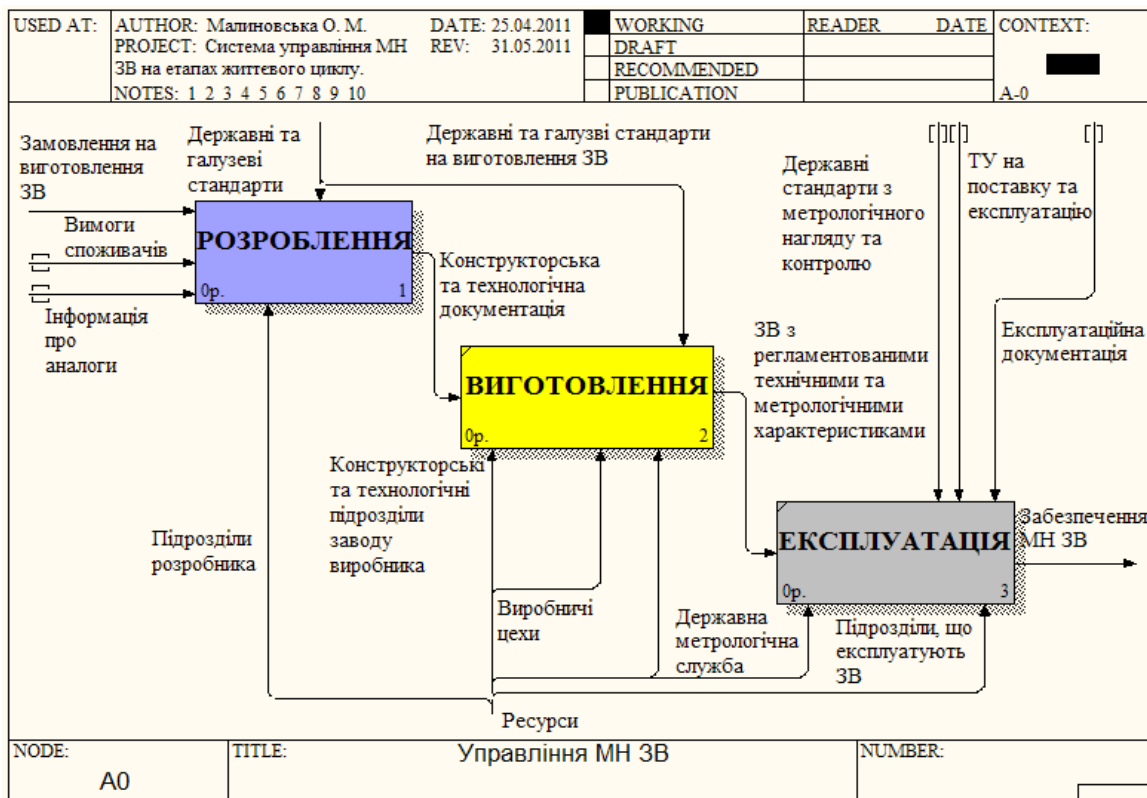 USED AT:
AUTHOR: Малиновська О. М.
DATE: 25.04.2011
PROJECT: Система управління МН
REV: 31.05.2011
ЗВ на етапах життєвого циклу.
NOTES: 1 2 3 4 5 6 7 8 9 10
WORKING
DRAFT
RECOMMENDED
PUBLICATION
READER
DATE
CONTEXT:
A-0
Замовлення на
виготовлення
ЗВ
Державні та
галузеві
стандарти
Державні та галузві стандарти
на виготовлення ЗВ
Державні
стандарти з
метрологічного
нагляду та
контролю
ТУ на
поставку та
експлуатацію
Вимоги
споживачів
РОЗРОБЛЕННЯ
0р.
1
Інформація
про
аналоги
Конструкторська
та технологічна
документація
ЗВ з
регламентованими
технічними та
метрологічними
характеристиками
Експлуатаційна
документація
ВИГОТОВЛЕННЯ
0р.
2
Конструкторські
та технологічні
підрозділи
заводу
виробника
Підрозділи
розробника
ЕКСПЛУАТАЦІЯ
0р.
3
Забезпечення
МН ЗВ
Виробничі
цехи
Державна
метрологічна
служба
Підрозділи, що
експлуатують
ЗВ
Ресурси
NODE:
A0
TITLE:
Управління МН ЗВ
NUMBER: